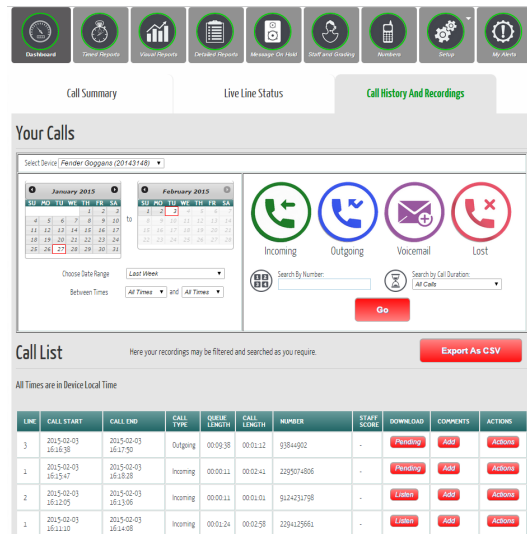 Dashboard Timed Reports Visual Reports Detailed Reports Message On Hold Staff and Grading Numbers Setup My Alerts
Call Summary Live Line Status Call History And Recordings
Your Calls
Select Device Fender Goggans (20143148)
January 2015 February 2015
SU MO TU WE TH FR SA SU MO TU WE TH FR SA
1 2 3 1 2 3 4 5 6 7
4 5 6 7 8 9 10 8 9 10 11 12 13 14
to
11 12 13 14 15 16 17 15 16 17 18 19 20 21
18 19 20 21 22 23 24 22 23 24 25 26 27 28
25 26 27 28 29 30 31
Incoming Outgoing Voicemail Lost
Choose Date Range Last Week
Between Times All Times and All Times
1 2
3 4
Search By Number:
Search by Call Duration:
All Calls
Go
Call List Here your recordings may be filtered and searched as you require. Export As CSV
All Times are in Device Local Time
LINE CALL START CALL END CALL TYPE QUEUE LENGTH CALL LENGTH NUMBER STAFF SCORE DOWNLOAD COMMENTS ACTIONS
3 2015-02-03 16:16:38 2015-02-03 16:17:50 Outgoing 00:09:38 00:01:12 93844902 - Pending Add Actions
1 2015-02-03 16:15:47 2015-02-03 16:18:28 Incoming 00:00:11 00:02:41 2295074806 - Pending Add Actions
2 2015-02-03 16:12:05 2015-02-03 16:13:06 Incoming 00:00:11 00:01:01 9124231798 - Listen Add Actions
1 2015-02-03 16:11:10 2015-02-03 16:14:08 Incoming 00:01:24 00:02:58 2294125661 - Listen Add Actions